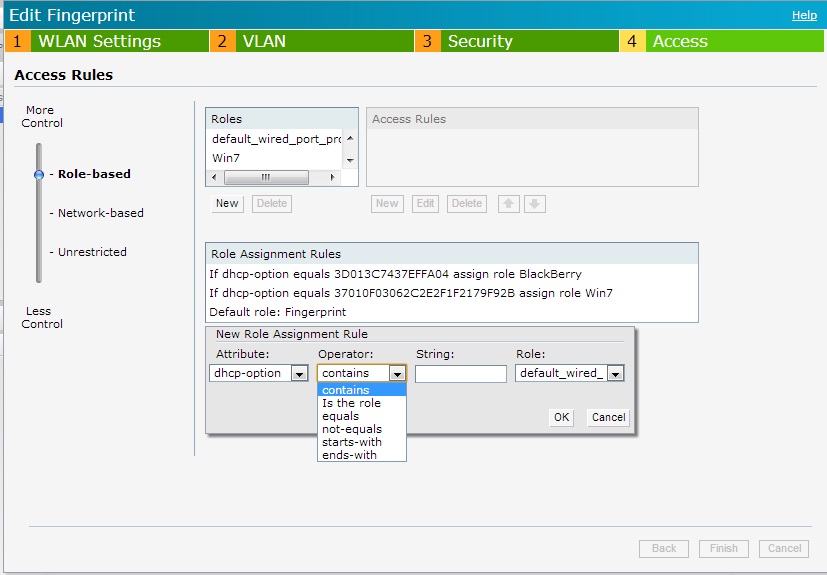 Edit Fingerprint
Help
1 WLAN Settings
2 VLAN
3 Security
4 Access
Access Rules
More
Control
- Role-based
- Network-based
- Unrestricted
Less
Control
Roles
default_wired_port_pro
Win7
New
Delete
Access Rules
New
Edit
Delete
Role Assignment Rules
If dhcp-option equals 3D013C7437EFFA04 assign role BlackBerry
If dhcp-option equals 37010F03062C2E2F1F2179F92B assign role Win7
Default role: Fingerprint
New Role Assignment Rule
Attribute:
Operator:
String:
Role:
dhcp-option
contains
default_wired_
contains
Is the role
equals
not-equals
starts-with
ends-with
OK
Cancel
Back
Finish
Cancel